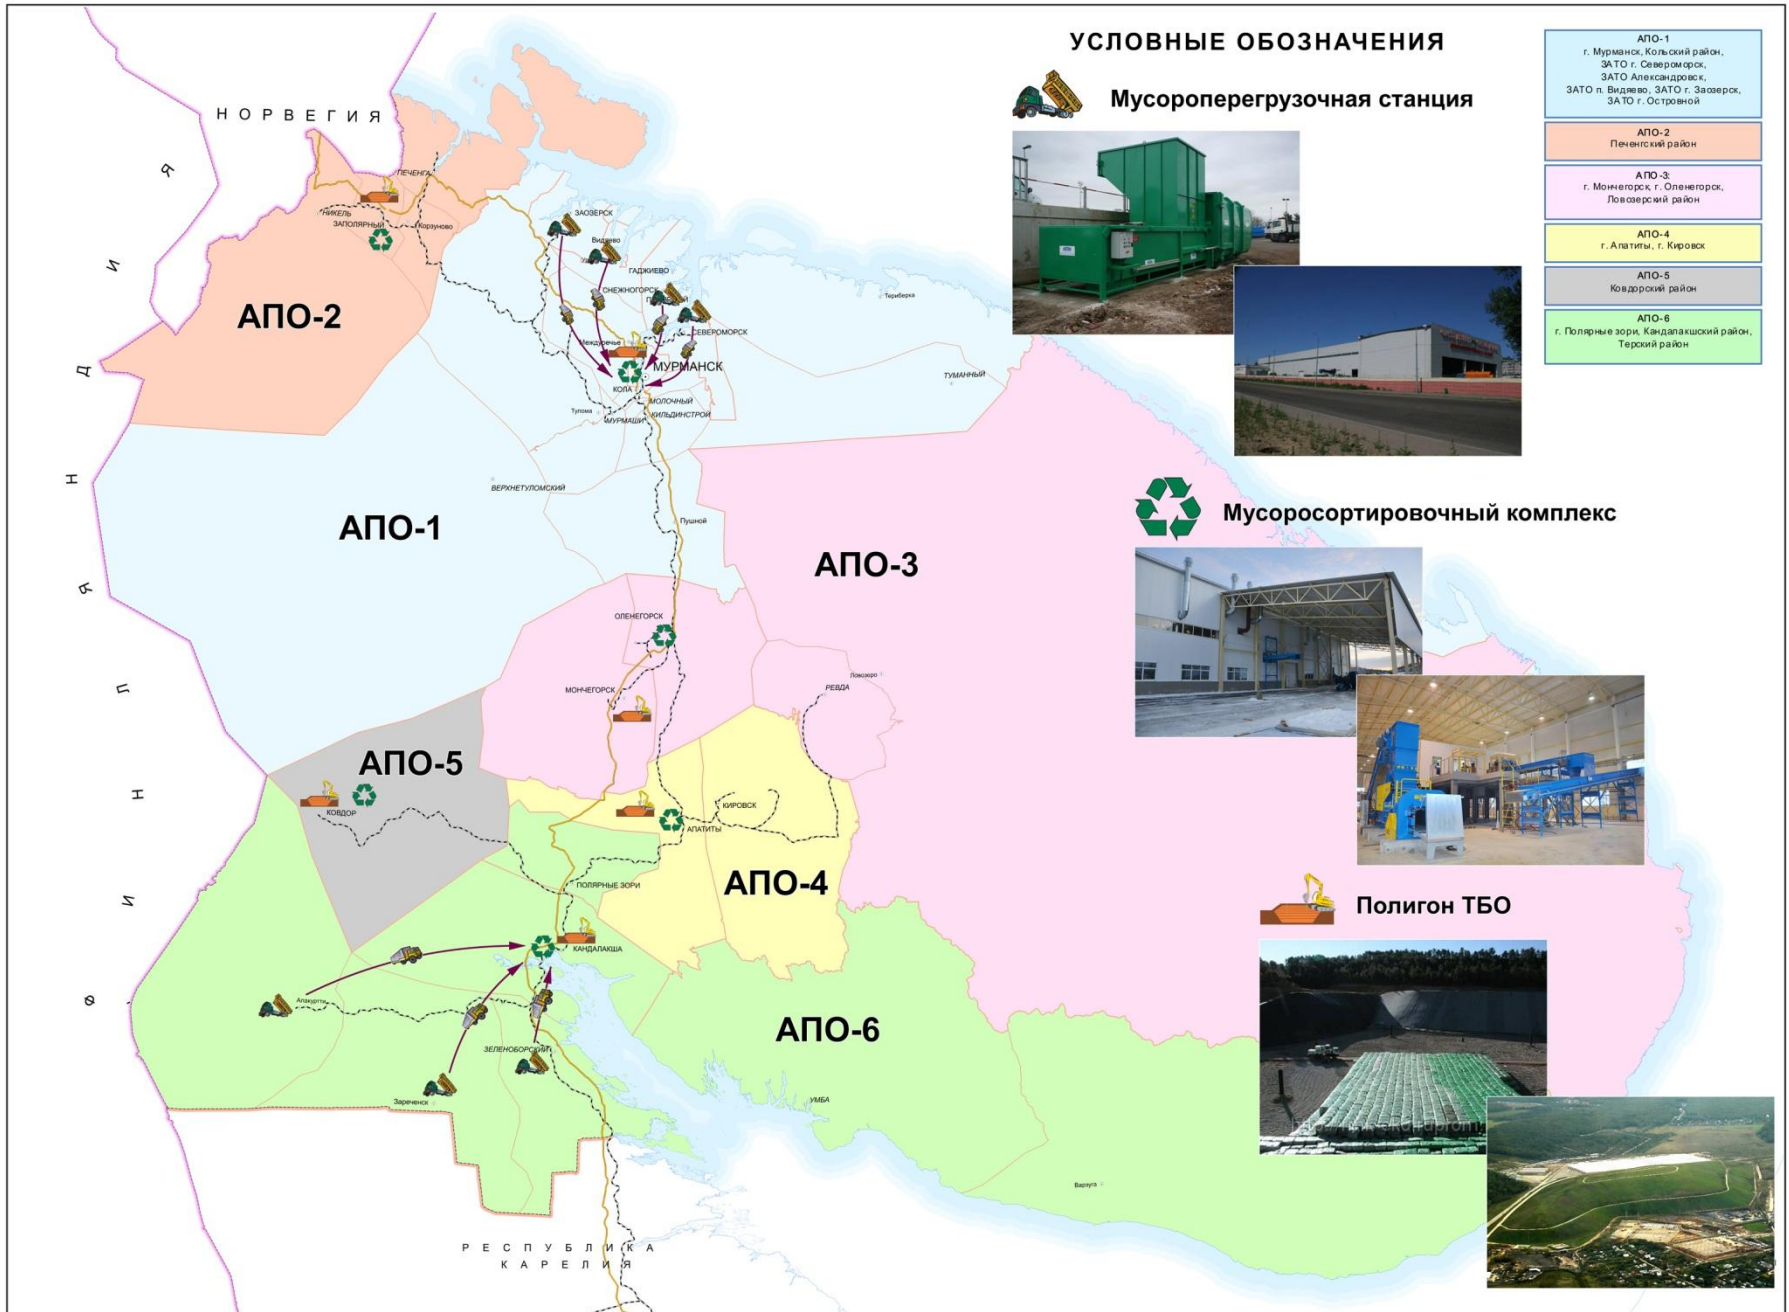 УСЛОВНЫЕ ОБОЗНАЧЕНИЯ
Мусороперегрузочная станция
Мусоросортировочный комплекс
Полигон ТБО
АПО-1
г. Мурманск, Кольский район,
ЗАТО г. Североморск,
ЗАТО Александровск,
ЗАТО п. Видяево, ЗАТО г. Заозерск,
ЗАТО г. Островной
АПО-2
Печенгский район
АПО-3:
г. Мончегорск, г. Оленегорск,
Ловозерский район
АПО-4
г. Апатиты, г. Кировск
АПО-5
Ковдорский район
АПО-6
г. Полярные зори, Кандалакшский район,
Терский район
НОРВЕГИЯ
ФИНЛЯНДИЯ
ПЕЧЕНГА
НИКЕЛЬ
ЗАПОЛЯРНЫЙ
Корзуново
АПО-2
ЗАОЗЕРСК
Видяево
ГАДЖИЕВО
СНЕЖНОГОРСК
СЕВЕРОМОРСК
Териберка
Междуречье
МУРМАНСК
КОЛА
ТУМАННЫЙ
МОЛОЧНЫЙ
Тулома
МУРМАШИ
КИЛЬДИНСТРОЙ
ВЕРХНЕТУЛОМСКИЙ
Пушной
АПО-1
АПО-3
ОЛЕНЕГОРСК
МОНЧЕГОРСК
Ловозеро
РЕВДА
АПО-5
КОВДОР
КИРОВСК
АПАТИТЫ
АПО-4
ПОЛЯРНЫЕ ЗОРИ
КАНДАЛАКША
Алакуртти
АПО-6
ЗЕЛЕНОБОРСКИЙ
Зареченск
УМБА
Варзуга
РЕСПУБЛИКА
КАРЕЛИЯ